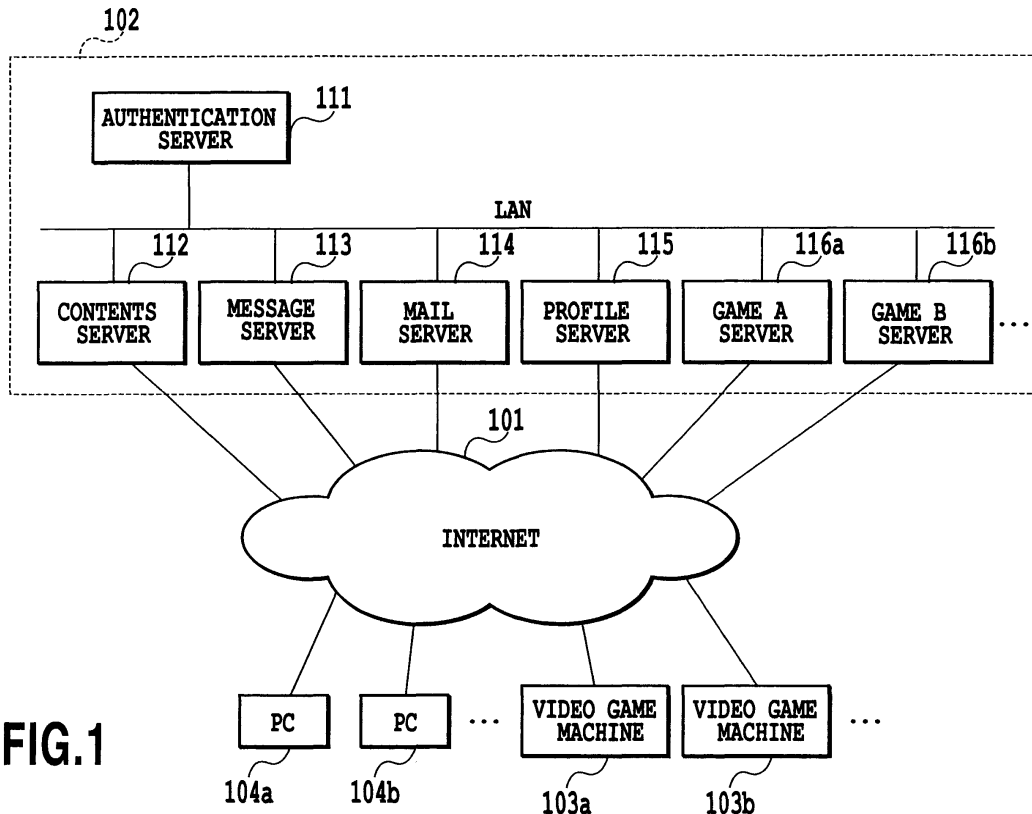 102
AUTHENTICATION
SERVER
111
LAN
112
113
114
115
116a
116b
CONTENTS
SERVER
MESSAGE
SERVER
MAIL
SERVER
PROFILE
SERVER
GAME A
SERVER
GAME B
SERVER
...
101
INTERNET
PC
PC
...
VIDEO GAME
MACHINE
VIDEO GAME
MACHINE
...
104a
104b
103a
103b
FIG.1